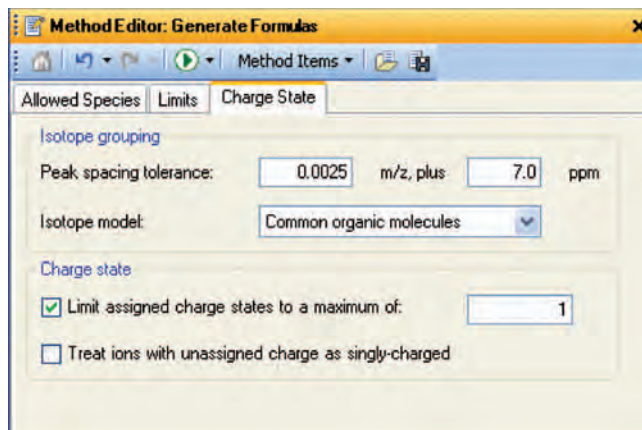 Method Editor: Generate Formulas
Method Items
Allowed Species Limits Charge State
Isotope grouping
Peak spacing tolerance: 0.0025 m/z, plus 7.0 ppm
Isotope model: Common organic molecules
Charge state
Limit assigned charge states to a maximum of: 1
Treat ions with unassigned charge as singly-charged